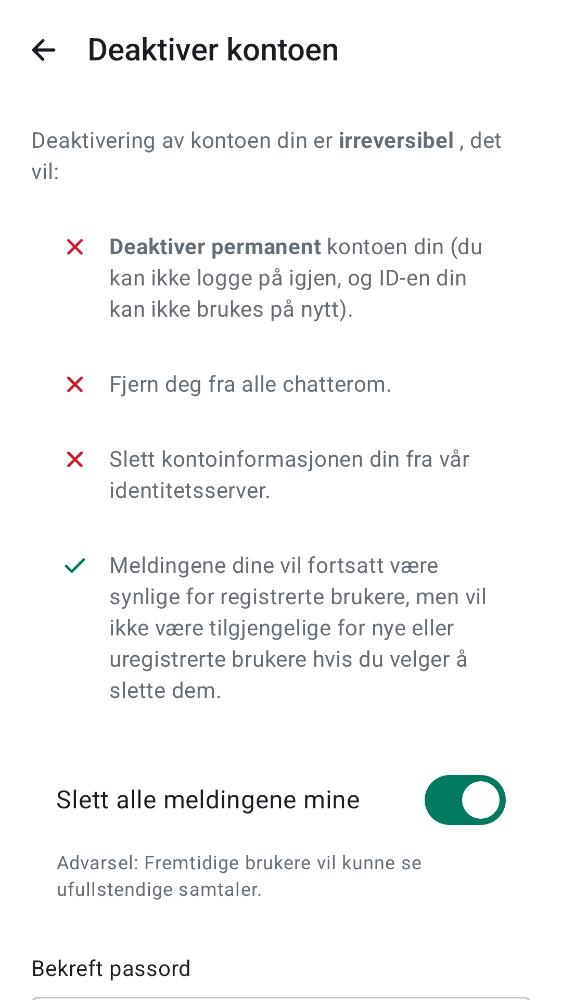 Deaktiver kontoen
Deaktivering av kontoen din er irreversibel , det
vil:
Deaktiver permanent kontoen din (du
kan ikke logge på igjen, og ID-en din
kan ikke brukes på nytt).
Fjern deg fra alle chatterom.
Slett kontoinformasjonen din fra vår
identitetsserver.
Meldingene dine vil fortsatt være
synlige for registrerte brukere, men vil
ikke være tilgjengelige for nye eller
uregistrerte brukere hvis du velger å
slette dem.
Slett alle meldingene mine
Advarsel: Fremtidige brukere vil kunne se
ufullstendige samtaler.
Bekreft passord